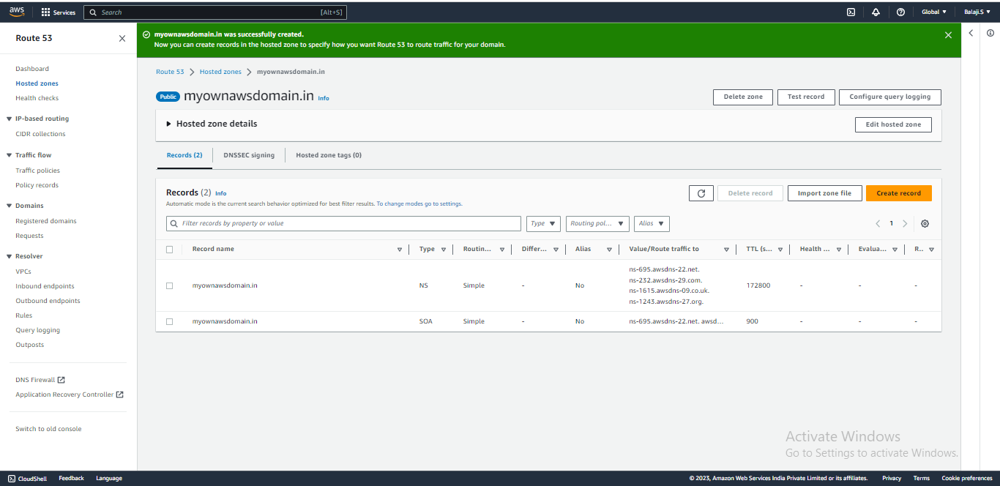 aws
Services
Search
[Alt+S]
Global ▼
Balaji.S ▼
Route 53
Dashboard
Hosted zones
Health checks
IP-based routing
CIDR collections
Traffic flow
Traffic policies
Policy records
Domains
Registered domains
Requests
Resolver
VPCs
Inbound endpoints
Outbound endpoints
Rules
Query logging
Outposts
DNS Firewall
Application Recovery Controller
Switch to old console
myownawsdomain.in was successfully created.
Now you can create records in the hosted zone to specify how you want Route 53 to route traffic for your domain.
Route 53 > Hosted zones > myownawsdomain.in
Public myownawsdomain.in Info
Delete zone
Test record
Configure query logging
Hosted zone details
Edit hosted zone
Records (2)
DNSSEC signing
Hosted zone tags (0)
Records (2) Info
Automatic mode is the current search behavior optimized for best filter results. To change modes go to settings.
Delete record
Import zone file
Create record
Filter records by property or value
Type
Routing pol...
Alias
1
Record name Type Routin... Differ... Alias Value/Route traffic to TTL (s... Health ... Evalua... R..
myownawsdomain.in NS Simple - No
ns-695.awsdns-22.net.
ns-232.awsdns-29.com.
ns-1615.awsdns-09.co.uk.
ns-1243.awsdns-27.org.
172800 - - -
myownawsdomain.in SOA Simple - No ns-695.awsdns-22.net. awsd... 900 - - -
Activate Windows
Go to Settings to activate Windows.
CloudShell
Feedback
Language
© 2023, Amazon Web Services India Private Limited or its affiliates.
Privacy
Terms
Cookie preferences